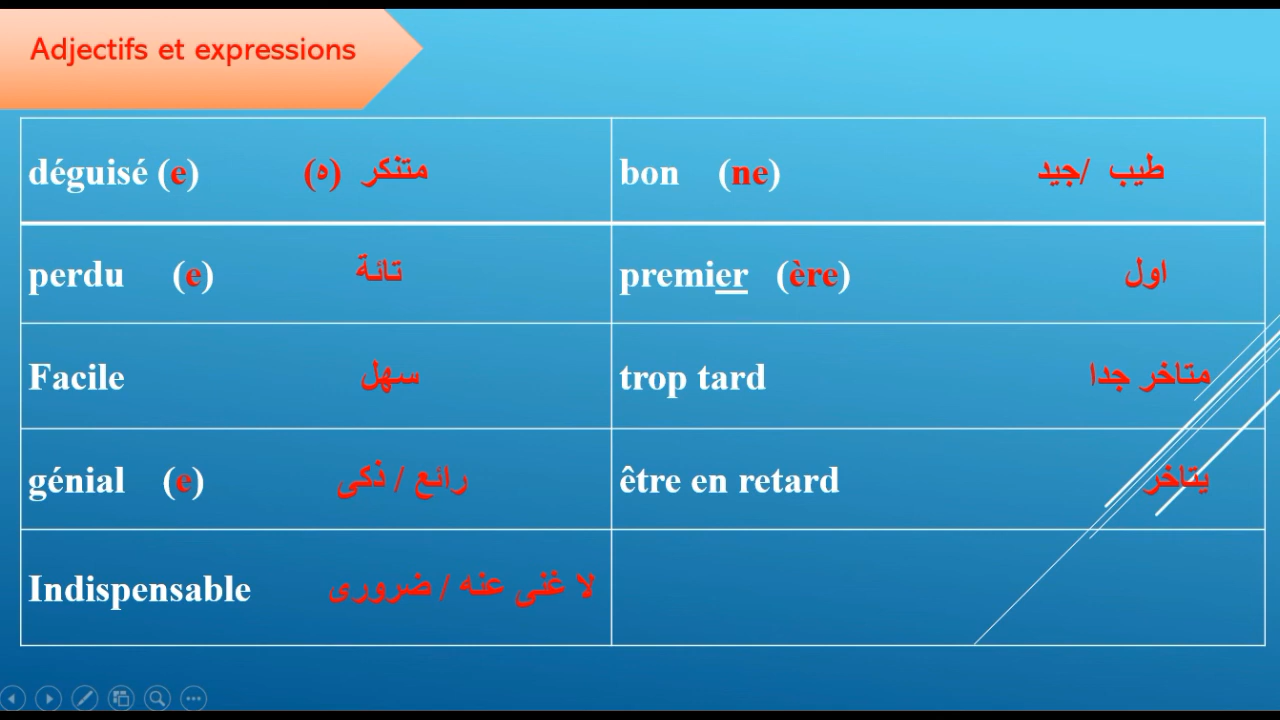 Adjectifs et expressions
déguisé (e) متنكر (ه)
bon (ne) طيب /جيد
perdu (e) تائة
premier (ère) اول
Facile سهل
trop tard متاخر جدا
génial (e) رائع / ذكى
être en retard يتاخر
Indispensable لا غنى عنه / ضرورى